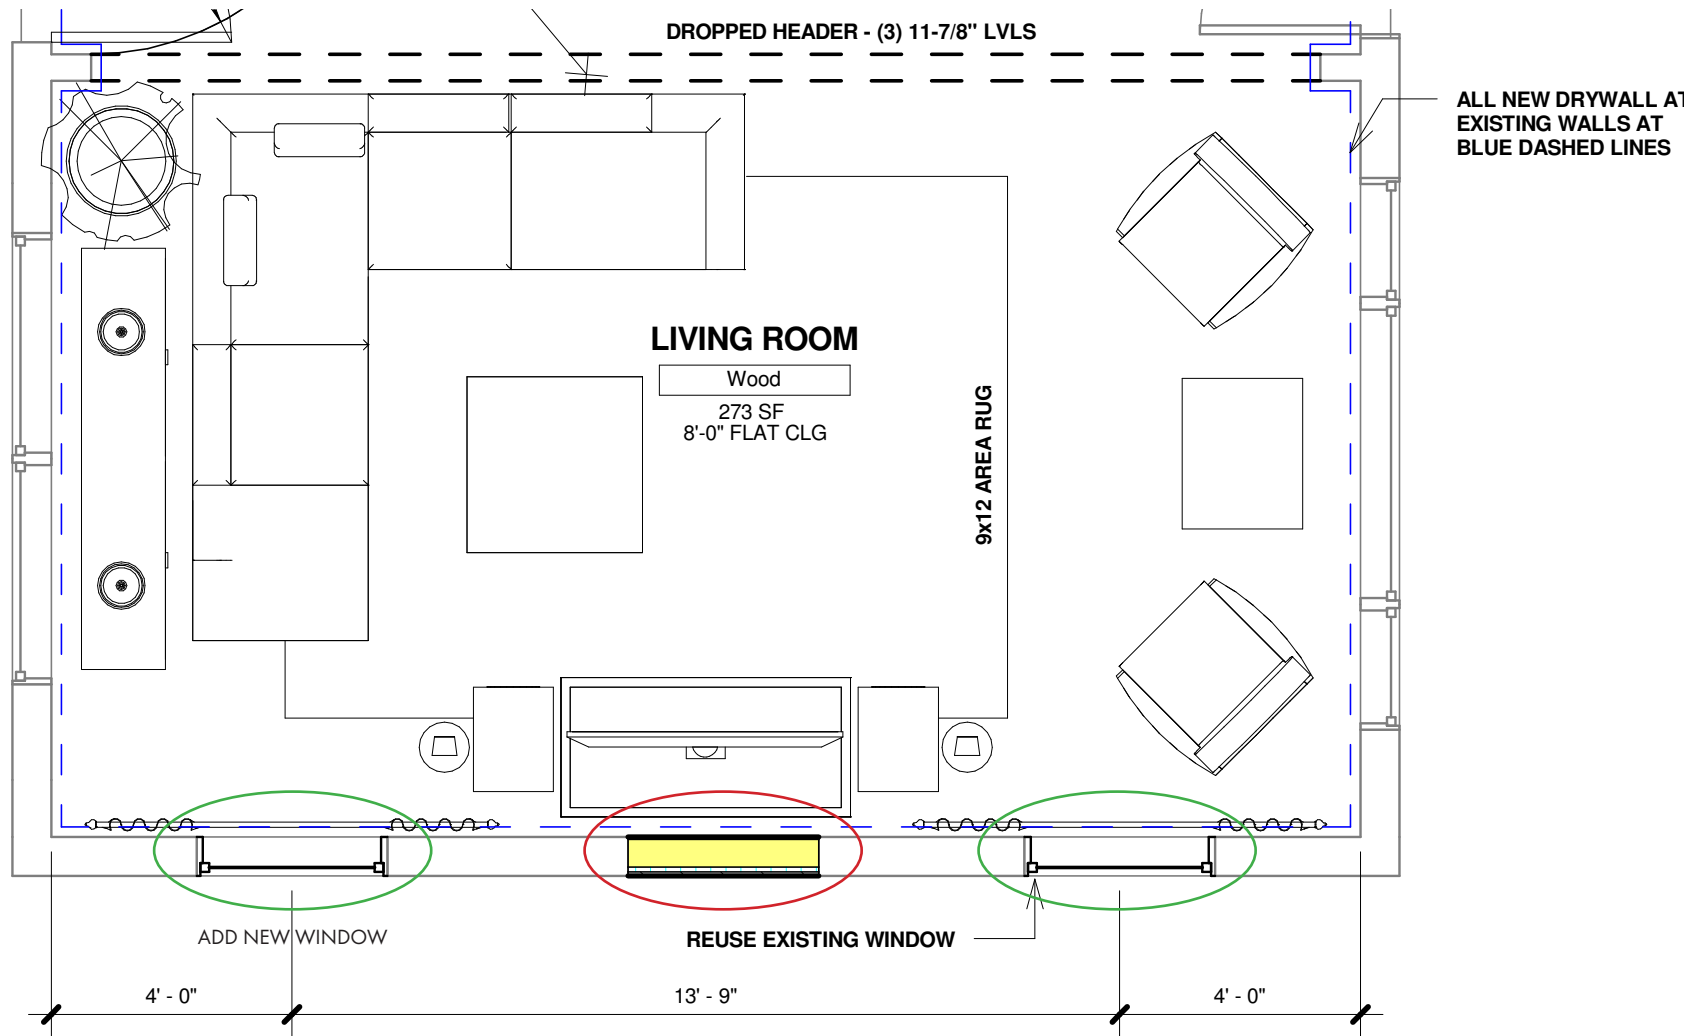 DROPPED HEADER - (3) 11-7/8" LVLS
ALL NEW DRYWALL AT
EXISTING WALLS AT
BLUE DASHED LINES
LIVING ROOM
Wood
273 SF
8'-0" FLAT CLG
9x12 AREA RUG
ADD NEW WINDOW
REUSE EXISTING WINDOW
4' - 0"
13' - 9"
4' - 0"